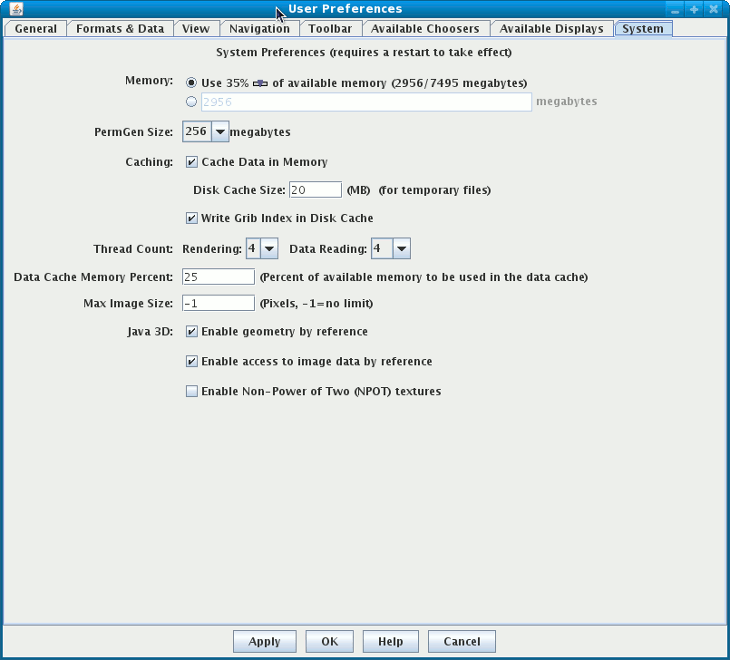 User Preferences
General Formats & Data View Navigation Toolbar Available Choosers Available Displays System
System Preferences (requires a restart to take effect)
Memory: Use 35% of available memory (2956/7495 megabytes)
2956 megabytes
PermGen Size: 256 megabytes
Caching: Cache Data in Memory
Disk Cache Size: 20 (MB) (for temporary files)
Write Grib Index in Disk Cache
Thread Count: Rendering: 4 Data Reading: 4
Data Cache Memory Percent: 25 (Percent of available memory to be used in the data cache)
Max Image Size: -1 (Pixels, -1=no limit)
Java 3D: Enable geometry by reference
Enable access to image data by reference
Enable Non-Power of Two (NPOT) textures
Apply OK Help Cancel